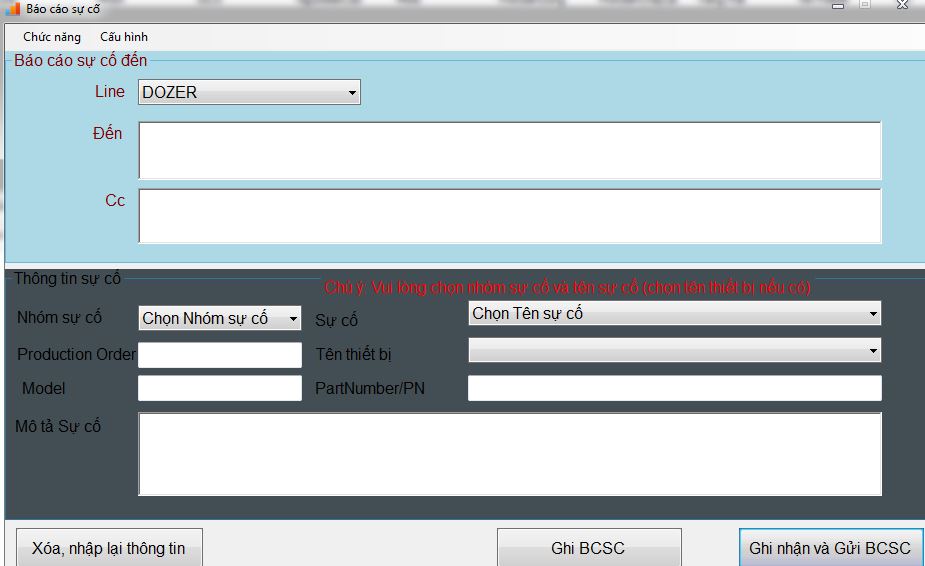 Báo cáo sự cố
Chức năng Cấu hình
Báo cáo sự cố đến
Line DOZER
Đến
Cc
Thông tin sự cố
Chú ý Vui lòng chọn nhóm sự cố và tên sự cố (chọn tên thiết bị nếu có)
Nhóm sự cố Chọn Nhóm sự cố Sự cố Chọn Tên sự cố
Production Order Tên thiết bị
Model PartNumber/PN
Mô tả Sự cố
Xóa, nhập lại thông tin Ghi BCSC Ghi nhận và Gửi BCSC